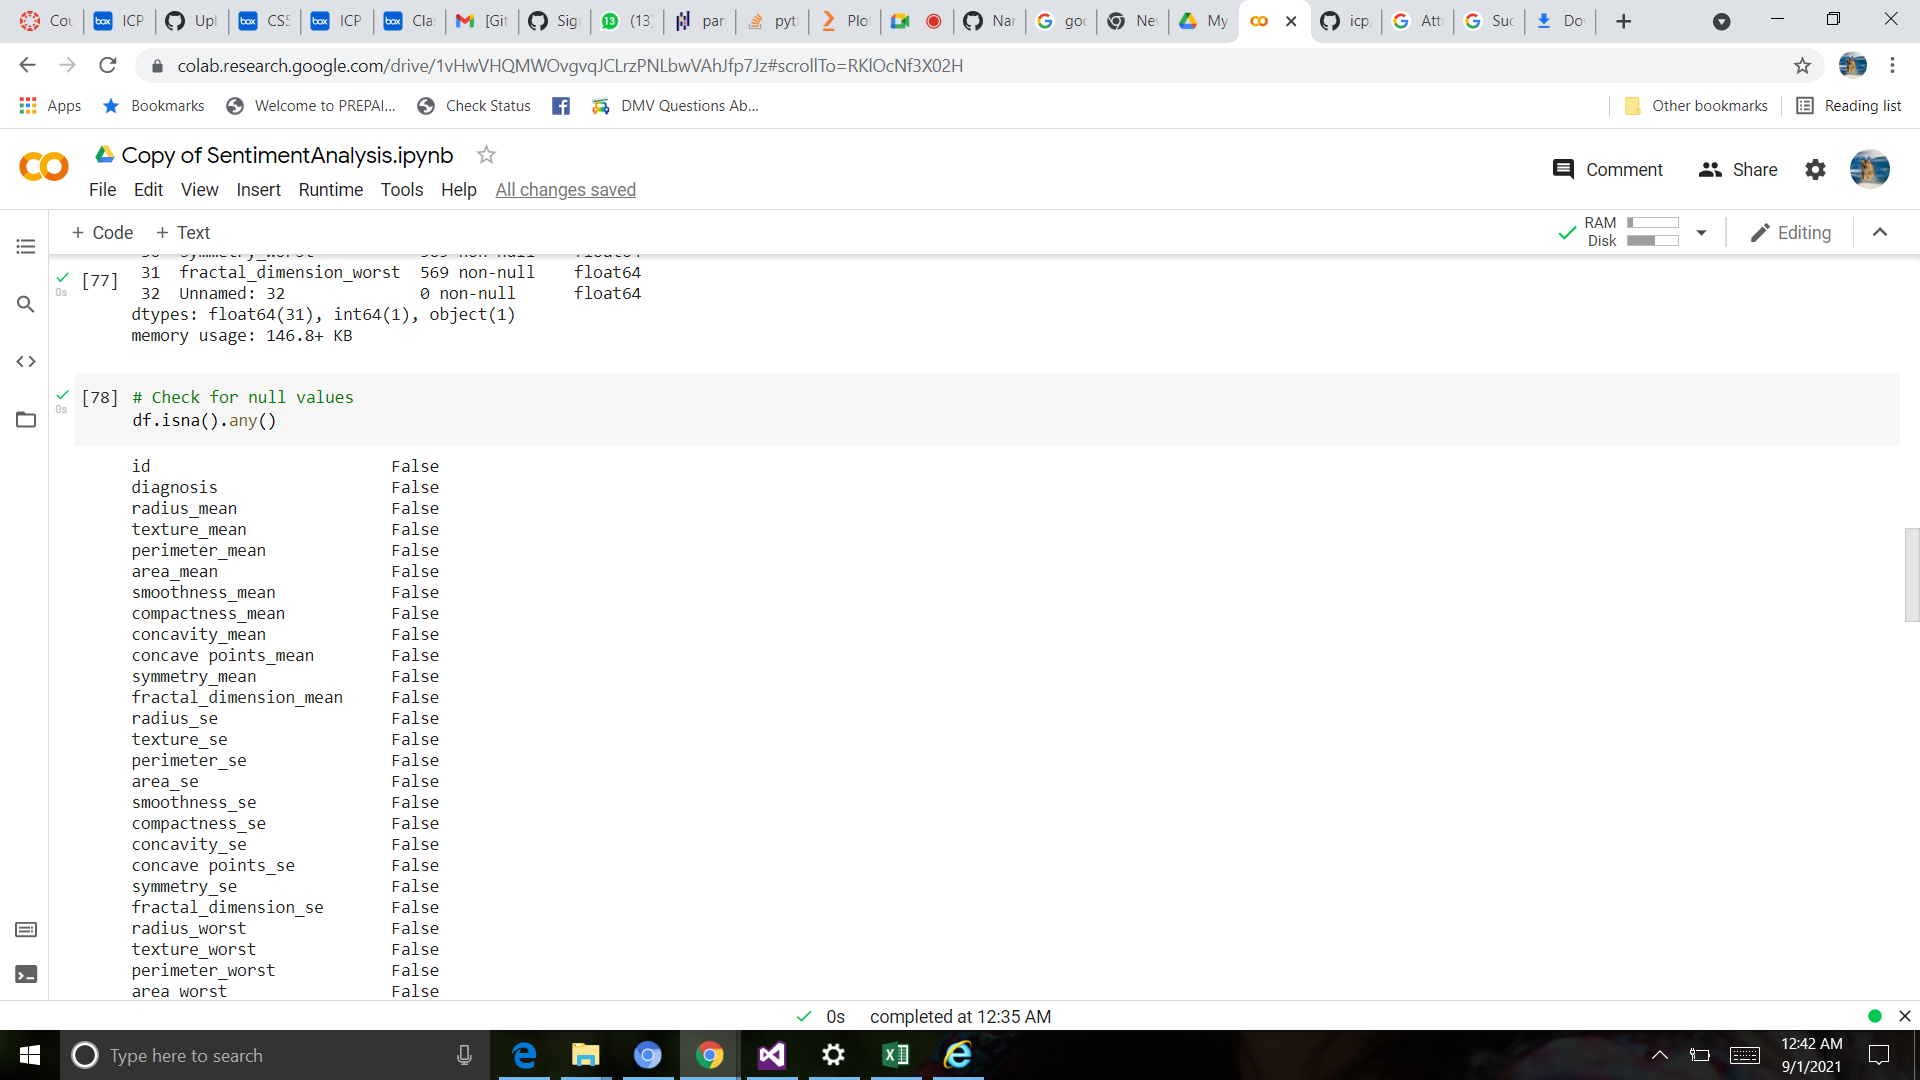 Cou ICP Upl CS5 ICP Cla [Git Sig (13) par pyt Plo Nar goo Nev My icp, Att Suc Do
colab.research.google.com/drive/1vHwVHQMWOvgvqJCLrzPNLbwVAhJfp7Jz#scrollTo=RKlOcNf3X02H
Apps Bookmarks Welcome to PREPAI... Check Status DMV Questions Ab... Other bookmarks Reading list
Copy of SentimentAnalysis.ipynb
Comment Share
File Edit View Insert Runtime Tools Help All changes saved
+ Code + Text RAM Disk Editing
[77] 31 fractal_dimension_worst 569 non-null float64
0s
32 Unnamed: 32 0 non-null float64
dtypes: float64(31), int64(1), object(1)
memory usage: 146.8+ KB
[78] # Check for null values
0s
df.isna().any()
id False
diagnosis False
radius_mean False
texture_mean False
perimeter_mean False
area_mean False
smoothness_mean False
compactness_mean False
concavity_mean False
concave points_mean False
symmetry_mean False
fractal_dimension_mean False
radius_se False
texture_se False
perimeter_se False
area_se False
smoothness_se False
compactness_se False
concavity_se False
concave points_se False
symmetry_se False
fractal_dimension_se False
radius_worst False
texture_worst False
perimeter_worst False
area worst False
0s completed at 12:35 AM
Type here to search
12:42 AM
9/1/2021